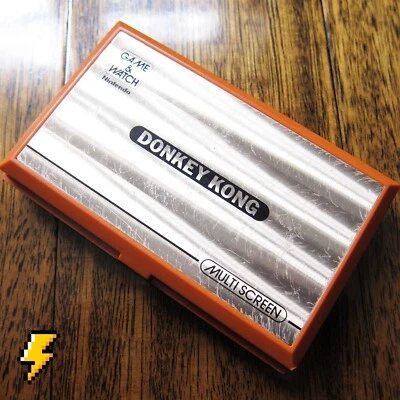 GAME
&
WATCH
Nintendo
DONKEY KONG
MULTI SCREEN